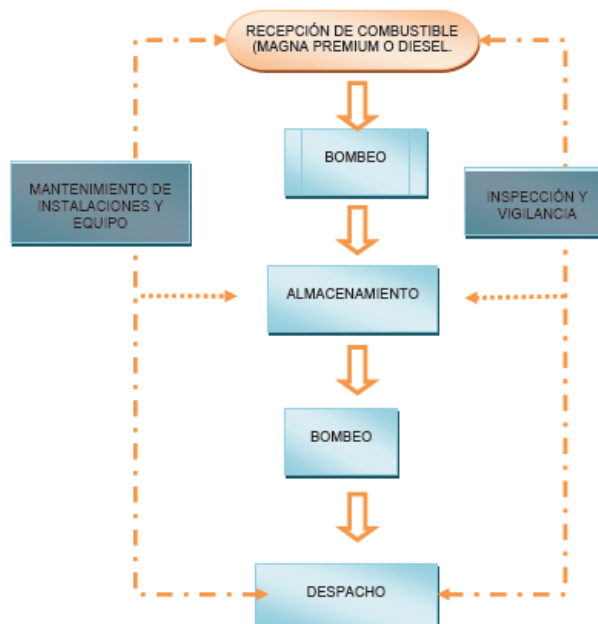 RECEPCIÓN DE COMBUSTIBLE
(MAGNA PREMIUM O DIESEL.
BOMBEO
MANTENIMIENTO DE
INSTALACIONES Y
EQUIPO
INSPECCIÓN Y
VIGILANCIA
ALMACENAMIENTO
BOMBEO
DESPACHO